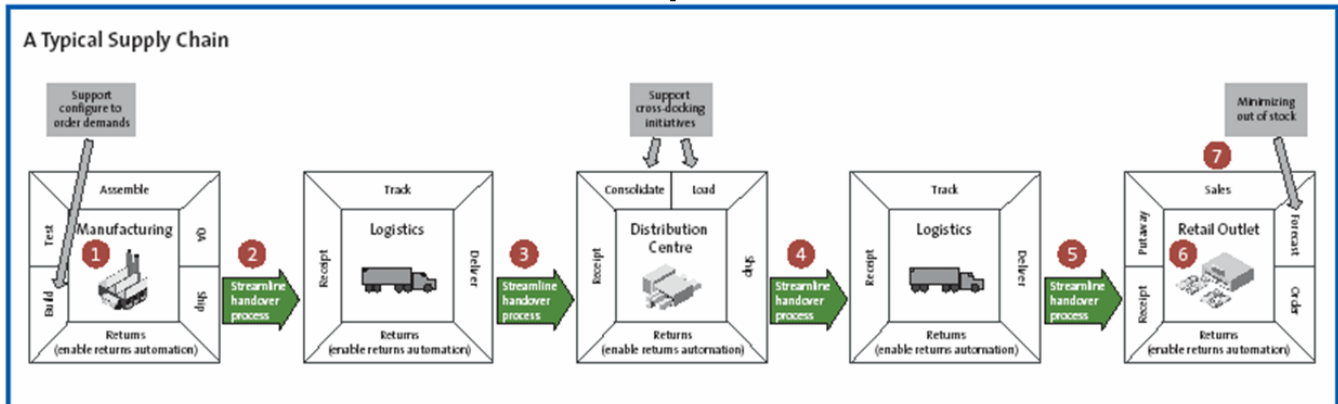 A Typical Supply Chain
Support
configure to
order demands
Support
cross-docking
initiatives
Minimizing
out of stock
7
Assemble
Test
Manufacturing
QA
1
Build
Ship
Returns
(enable returns automation)
2
Streamline
handover
process
Track
Receipt
Logistics
Deliver
Returns
(enable returns automation)
3
Streamline
handover
process
Consolidate
Load
Receipt
Distribution
Centre
Ship
Returns
(enable returns automation)
4
Streamline
handover
process
Track
Receipt
Logistics
Deliver
Returns
(enable returns automation)
5
Streamline
handover
process
Sales
Putaway
Retail Outlet
Forecast
6
Receipt
Order
Returns
(enable returns automation)